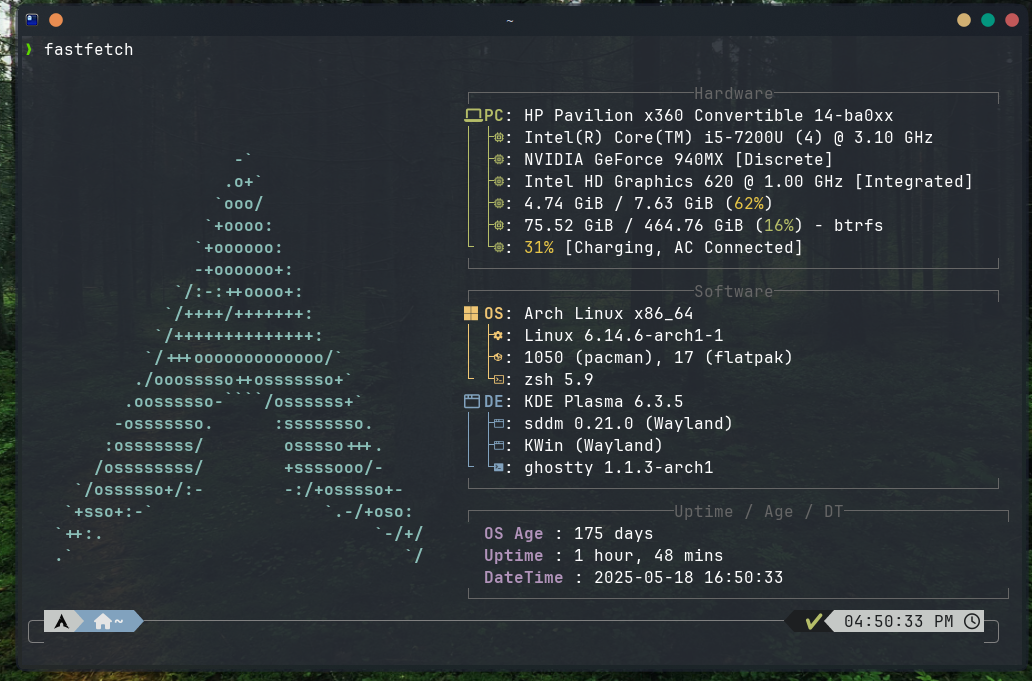 ~
❯ fastfetch
Hardware
PC: HP Pavilion x360 Convertible 14-ba0xx
: Intel(R) Core(TM) i5-7200U (4) @ 3.10 GHz
: NVIDIA GeForce 940MX [Discrete]
: Intel HD Graphics 620 @ 1.00 GHz [Integrated]
: 4.74 GiB / 7.63 GiB (62%)
: 75.52 GiB / 464.76 GiB (16%) - btrfs
: 31% [Charging, AC Connected]
Software
OS: Arch Linux x86_64
: Linux 6.14.6-arch1-1
: 1050 (pacman), 17 (flatpak)
: zsh 5.9
DE: KDE Plasma 6.3.5
: sddm 0.21.0 (Wayland)
: KWin (Wayland)
: ghostty 1.1.3-arch1
Uptime / Age / DT
OS Age : 175 days
Uptime : 1 hour, 48 mins
DateTime : 2025-05-18 16:50:33
-`
.o+`
`ooo/
`+oooo:
`+oooooo:
-+oooooo+:
`/:-:++oooo+:
`/++++/+++++++:
`/++++++++++++++:
`/+++ooooooooooooo/`
./ooosssso++osssssso+`
.oossssso-````/ossssss+`
-osssssso. :ssssssso.
:osssssss/ osssso+++.
/ossssssss/ +ssssooo/-
`/ossssso+/:- -:/+osssso+-
`+sso+:-` `.-/+oso:
`++:. `-/+/
.` `/
~
✔ 04:50:33 PM